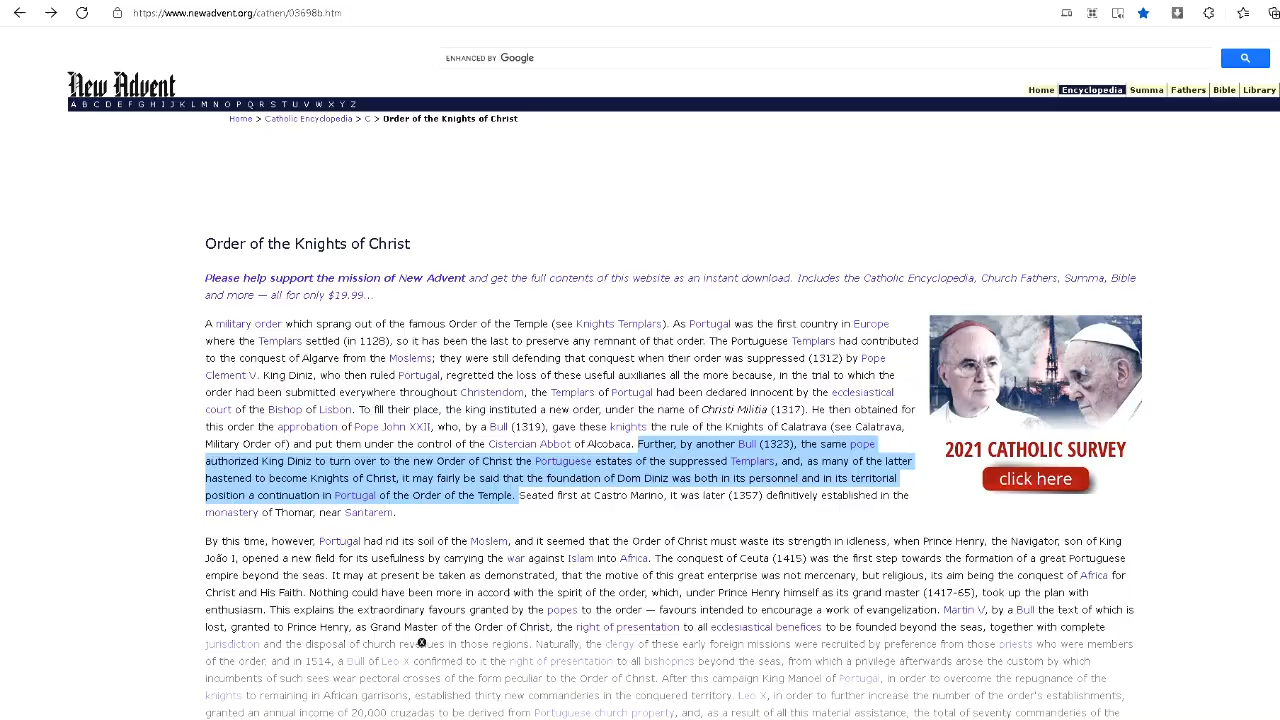 https://www.newadvent.org/cathen/03698b.htm
ENHANCED BY Google
New Advent
Home Encyclopedia Summa Fathers Bible Library
A B C D E F G H I J K L M N O P Q R S T U V W X Y Z
Home > Catholic Encyclopedia > C > Order of the Knights of Christ
Order of the Knights of Christ
Please help support the mission of New Advent and get the full contents of this website as an instant download. Includes the Catholic Encyclopedia, Church Fathers, Summa, Bible
and more — all for only $19.99...
A military order which sprang out of the famous Order of the Temple (see Knights Templars). As Portugal was the first country in Europe
where the Templars settled (in 1128), so it has been the last to preserve any remnant of that order. The Portuguese Templars had contributed
to the conquest of Algarve from the Moslems; they were still defending that conquest when their order was suppressed (1312) by Pope
Clement V. King Diniz, who then ruled Portugal, regretted the loss of these useful auxiliaries all the more because, in the trial to which the
order had been submitted everywhere throughout Christendom, the Templars of Portugal had been declared innocent by the ecclesiastical
court of the Bishop of Lisbon. To fill their place, the king instituted a new order, under the name of Christi Militia (1317). He then obtained for
this order the approbation of Pope John XXII, who, by a Bull (1319), gave these knights the rule of the Knights of Calatrava (see Calatrava,
Military Order of) and put them under the control of the Cistercian Abbot of Alcobaca. Further, by another Bull (1323), the same pope
authorized King Diniz to turn over to the new Order of Christ the Portuguese estates of the suppressed Templars, and, as many of the latter
hastened to become Knights of Christ, it may fairly be said that the foundation of Dom Diniz was both in its personnel and in its territorial
position a continuation in Portugal of the Order of the Temple. Seated first at Castro Marino, it was later (1357) definitively established in the
monastery of Thomar, near Santarem.
2021 CATHOLIC SURVEY
click here
By this time, however, Portugal had rid its soil of the Moslem, and it seemed that the Order of Christ must waste its strength in idleness, when Prince Henry, the Navigator, son of King
João I, opened a new field for its usefulness by carrying the war against Islam into Africa. The conquest of Ceuta (1415) was the first step towards the formation of a great Portuguese
empire beyond the seas. It may at present be taken as demonstrated, that the motive of this great enterprise was not mercenary, but religious, its aim being the conquest of Africa for
Christ and His Faith. Nothing could have been more in accord with the spirit of the order, which, under Prince Henry himself as its grand master (1417-65), took up the plan with
enthusiasm. This explains the extraordinary favours granted by the popes to the order — favours intended to encourage a work of evangelization. Martin V, by a Bull the text of which is
lost, granted to Prince Henry, as Grand Master of the Order of Christ, the right of presentation to all ecclesiastical benefices to be founded beyond the seas, together with complete
jurisdiction and the disposal of church revenues in those regions. Naturally, the clergy of these early foreign missions were recruited by preference from those priests who were members
of the order, and in 1514, a Bull of Leo X confirmed to it the right of presentation to all bishoprics beyond the seas, from which a privilege afterwards arose the custom by which
incumbents of such sees wear pectoral crosses of the form peculiar to the Order of Christ. After this campaign King Manoel of Portugal, in order to overcome the repugnance of the
knights to remaining in African garrisons, established thirty new commanderies in the conquered territory. Leo X, in order to further increase the number of the order's establishments,
granted an annual income of 20,000 cruzadas to be derived from Portuguese church property, and, as a result of all this material assistance, the total of seventy commanderies of the